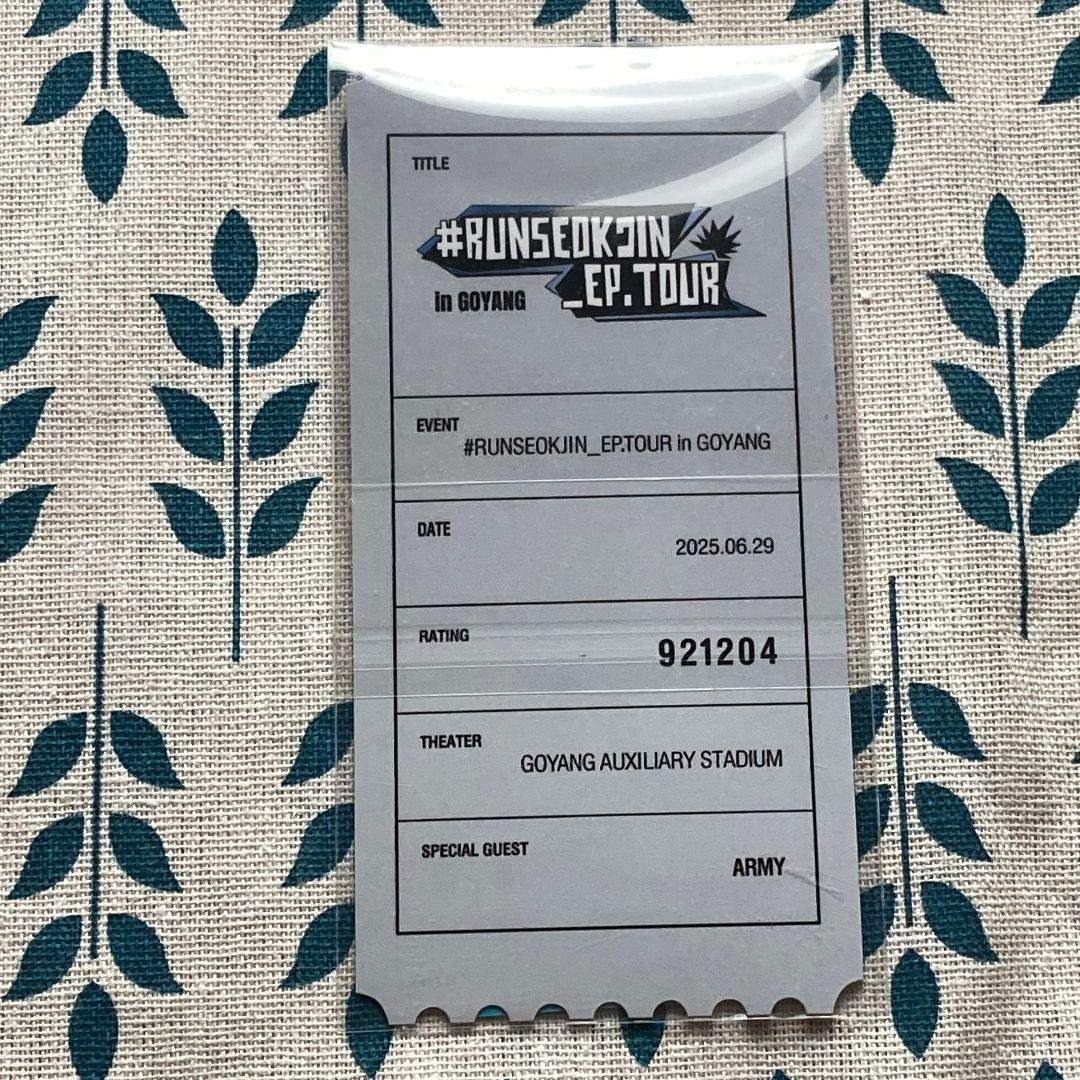 TITLE
#RUNSEOKJIN
_EP.TOUR
in GOYANG
EVENT
#RUNSEOKJIN_EP.TOUR in GOYANG
DATE
2025.06.29
RATING
921204
THEATER
GOYANG AUXILIARY STADIUM
SPECIAL GUEST
ARMY